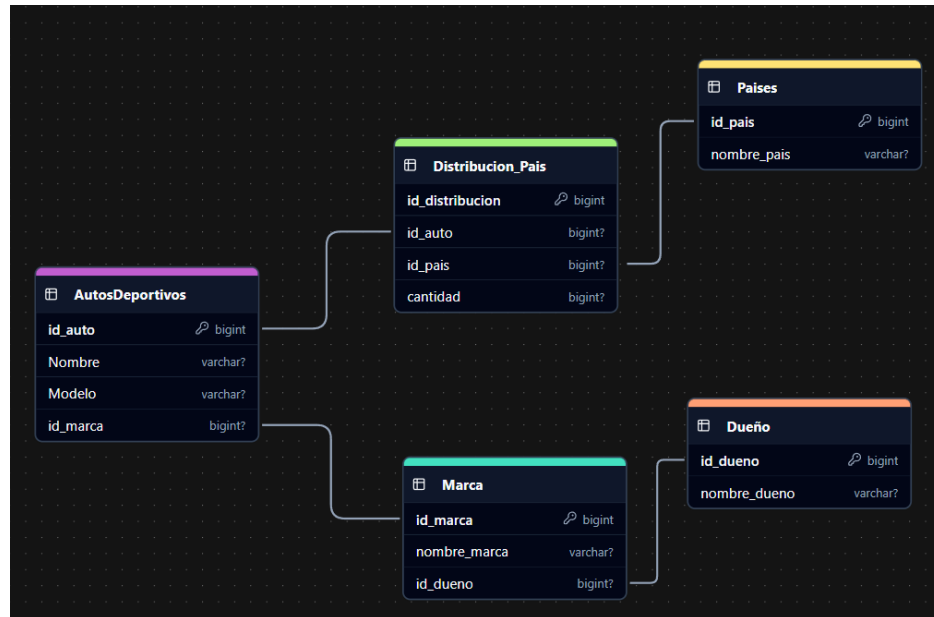 Paises
id_pais bigint
nombre_pais varchar?
Distribucion_Pais
id_distribucion bigint
id_auto bigint?
id_pais bigint?
cantidad bigint?
AutosDeportivos
id_auto bigint
Nombre varchar?
Modelo varchar?
id_marca bigint?
Dueño
id_dueno bigint
nombre_dueno varchar?
Marca
id_marca bigint
nombre_marca varchar?
id_dueno bigint?